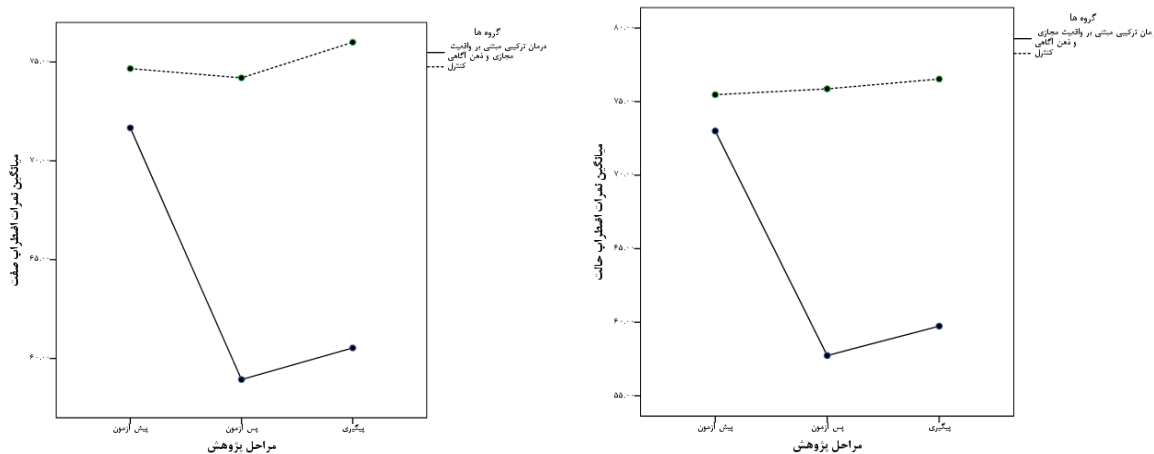 گروه ها
درمان ترکیبی مبتنی بر واقعیت
مجازی و ذهن آگاهی
کنترل
۷۵.۰۰
۷۰.۰۰
۶۵.۰۰
۶۰.۰۰
میانگین نمرات اضطراب صفت
پیش آزمون
پس آزمون
پیگیری
مراحل پژوهش
گروه ها
رمان ترکیبی مبتنی بر واقعیت مجازی
و ذهن آگاهی
کنترل
۸۰.۰۰
۷۵.۰۰
۷۰.۰۰
۶۵.۰۰
۶۰.۰۰
۵۵.۰۰
میانگین نمرات اضطراب حالت
پیش آزمون
پس آزمون
پیگیری
مراحل پژوهش